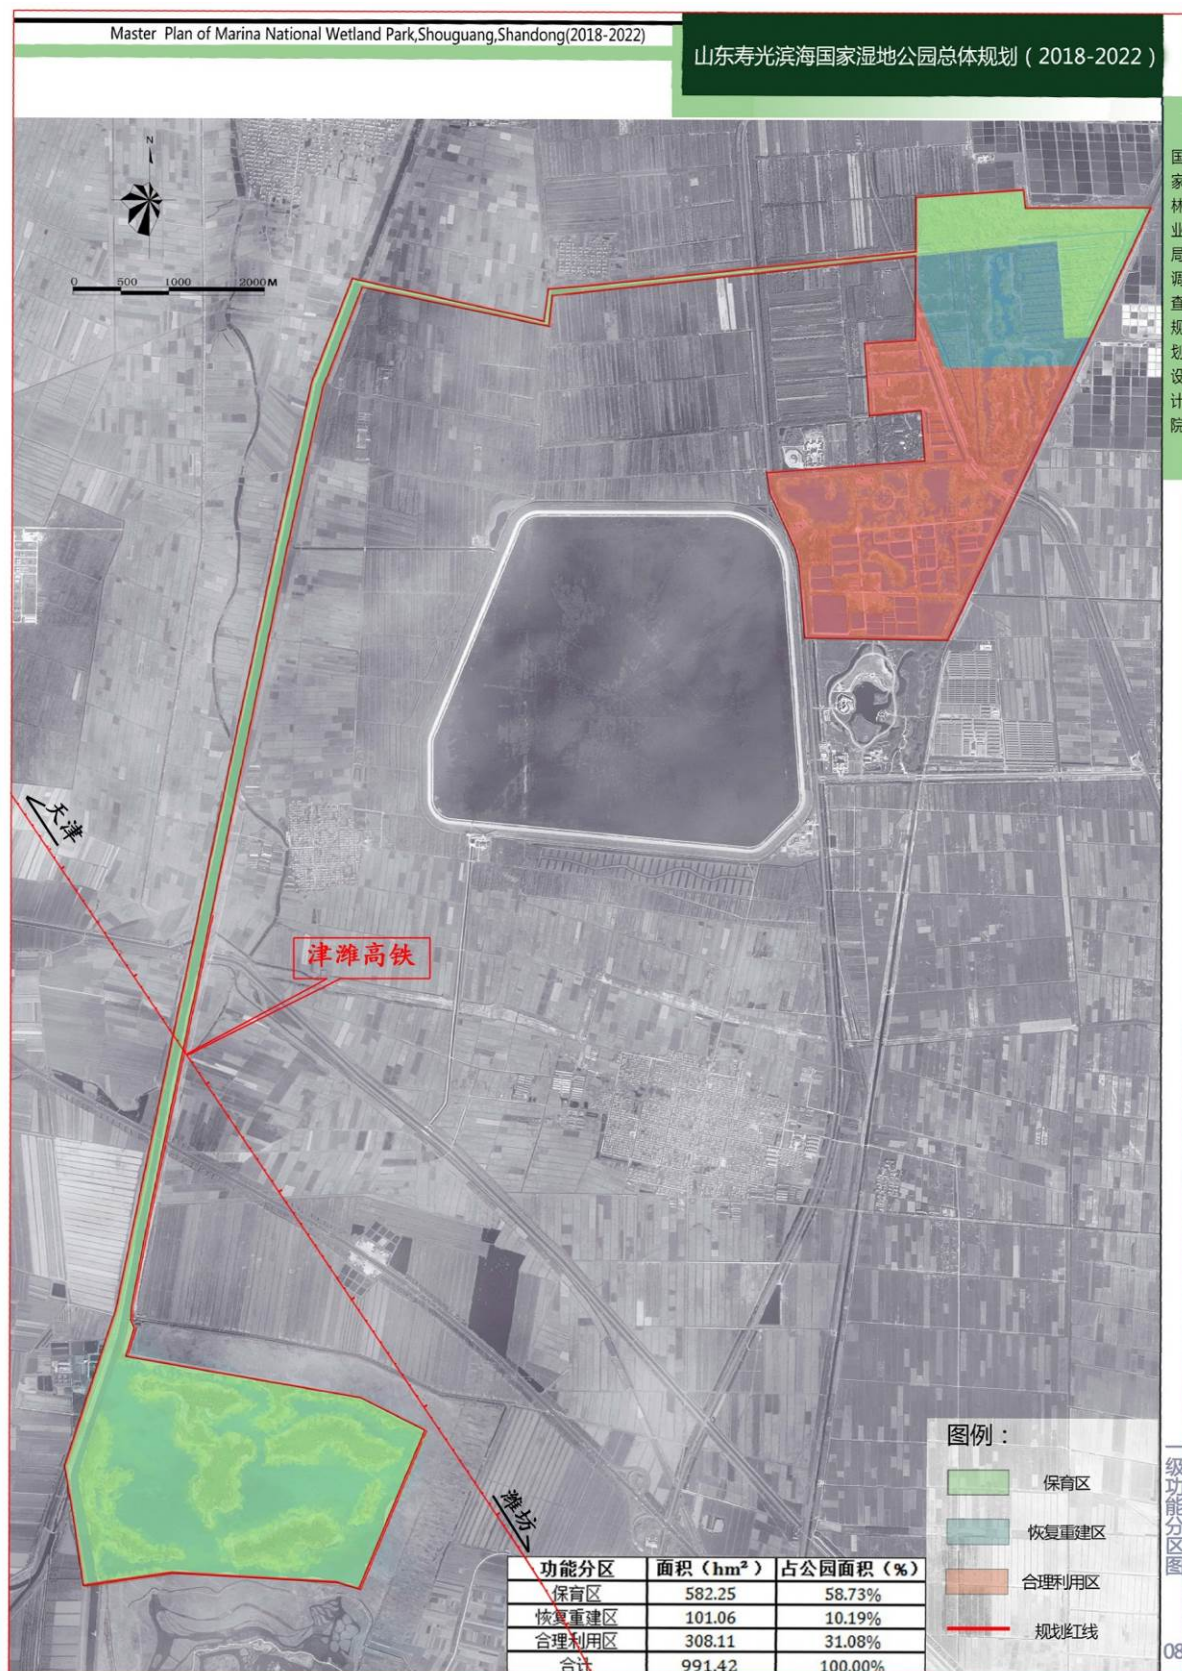 Master Plan of Marina National Wetland Park,Shouguang,Shandong(2018-2022)
山东寿光滨海国家湿地公园总体规划（2018-2022）
国家林业局调查规划设计院
N
0 500 1000 2000M
天津
津潍高铁
潍坊
图例：
保育区
恢复重建区
合理利用区
规划红线
功能分区 面积（hm²） 占公园面积（%）
保育区 582.25 58.73%
恢复重建区 101.06 10.19%
合理利用区 308.11 31.08%
合计 991.42 100.00%
一级功能分区图
08